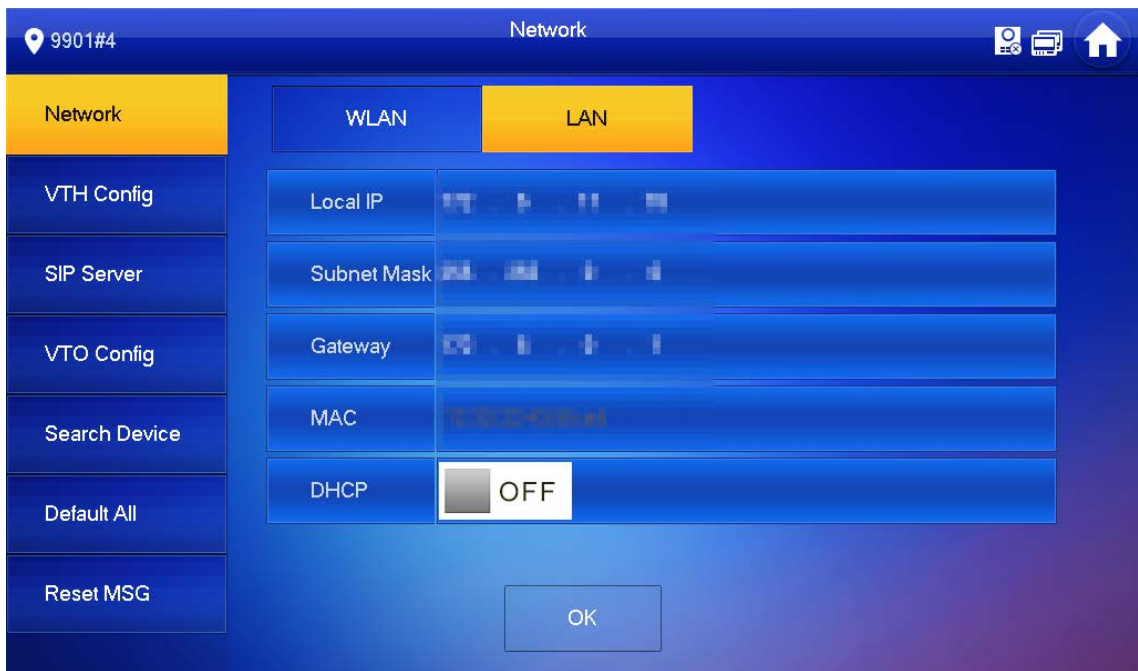 9901#4
Network
Network
VTH Config
SIP Server
VTO Config
Search Device
Default All
Reset MSG
WLAN
LAN
Local IP
Subnet Mask
Gateway
MAC
DHCP
OFF
OK